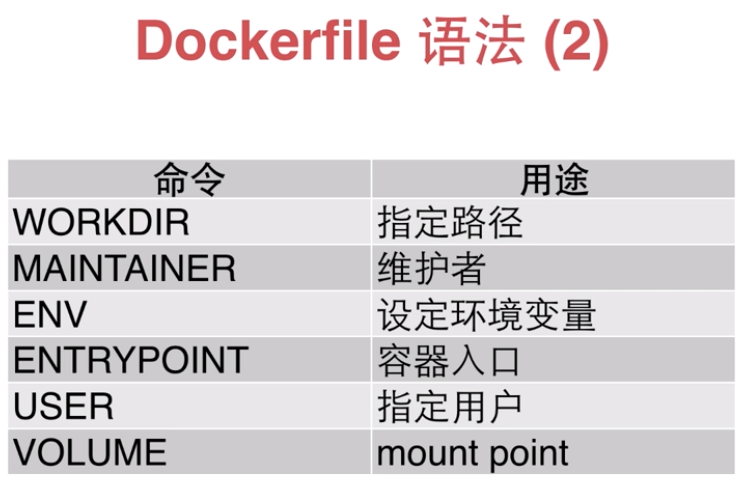 Dockerfile 语法 (2)
命令 用途
WORKDIR 指定路径
MAINTAINER 维护者
ENV 设定环境变量
ENTRYPOINT 容器入口
USER 指定用户
VOLUME mount point